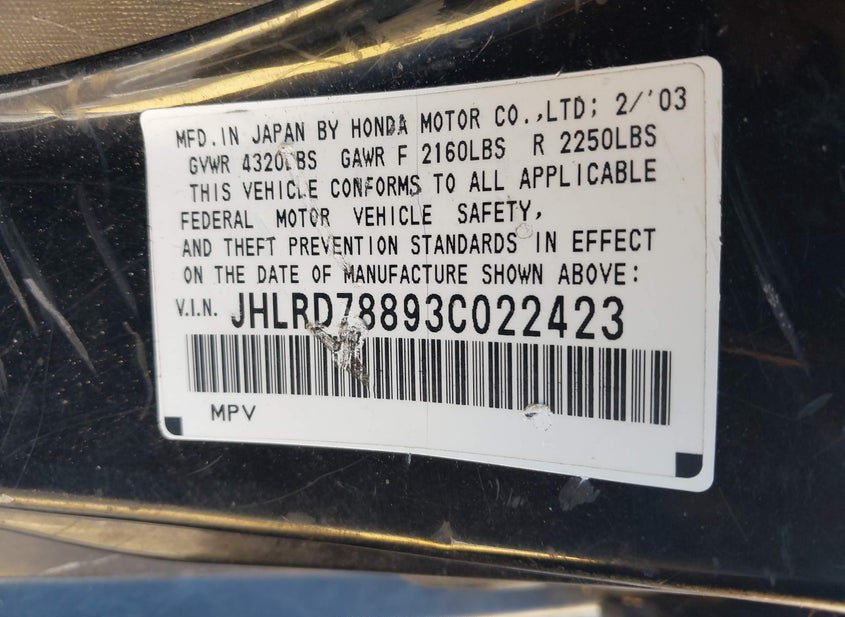 MFD.IN JAPAN BY HONDA MOTOR CO.,LTD; 2/'03
GVWR 4320LBS GAWR F 2160LBS R 2250LBS
THIS VEHICLE CONFORMS TO ALL APPLICABLE
FEDERAL MOTOR VEHICLE SAFETY,
AND THEFT PREVENTION STANDARDS IN EFFECT
ON THE DATE OF MANUFACTURE SHOWN ABOVE:
V.I.N. JHLRD78893C022423
MPV